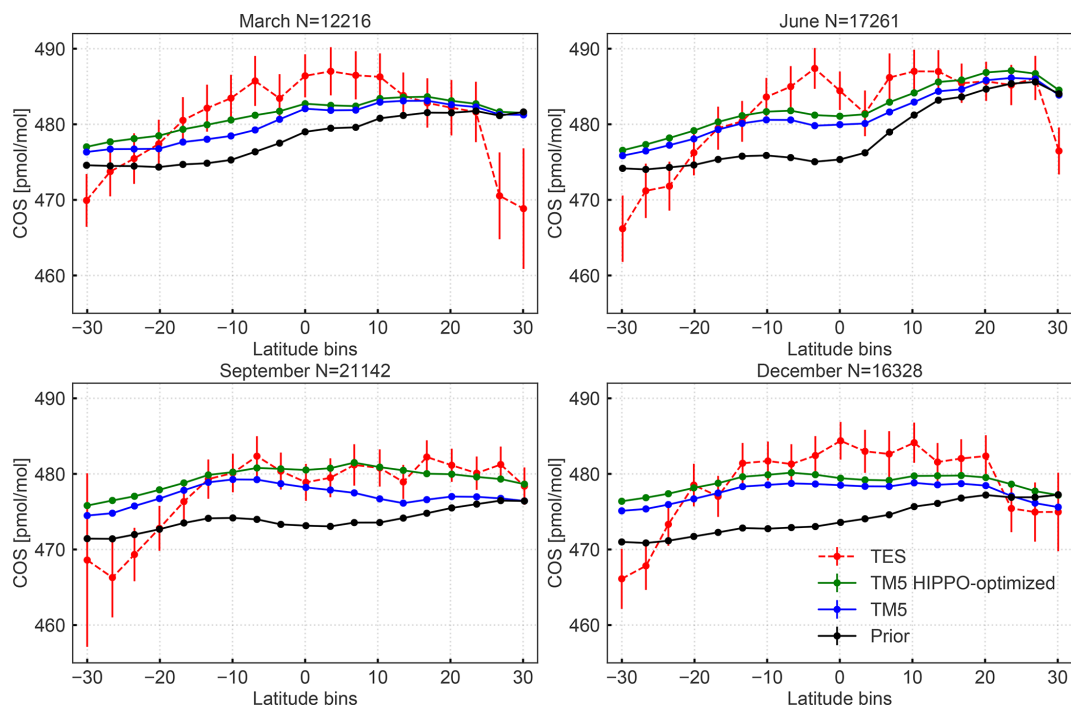 March N=12216
COS [pmol/mol]
490
480
470
460
−30 −20 −10 0 10 20 30
Latitude bins
June N=17261
COS [pmol/mol]
490
480
470
460
−30 −20 −10 0 10 20 30
Latitude bins
September N=21142
COS [pmol/mol]
490
480
470
460
−30 −20 −10 0 10 20 30
Latitude bins
December N=16328
COS [pmol/mol]
490
480
470
460
−30 −20 −10 0 10 20 30
Latitude bins
TES
TM5 HIPPO-optimized
TM5
Prior